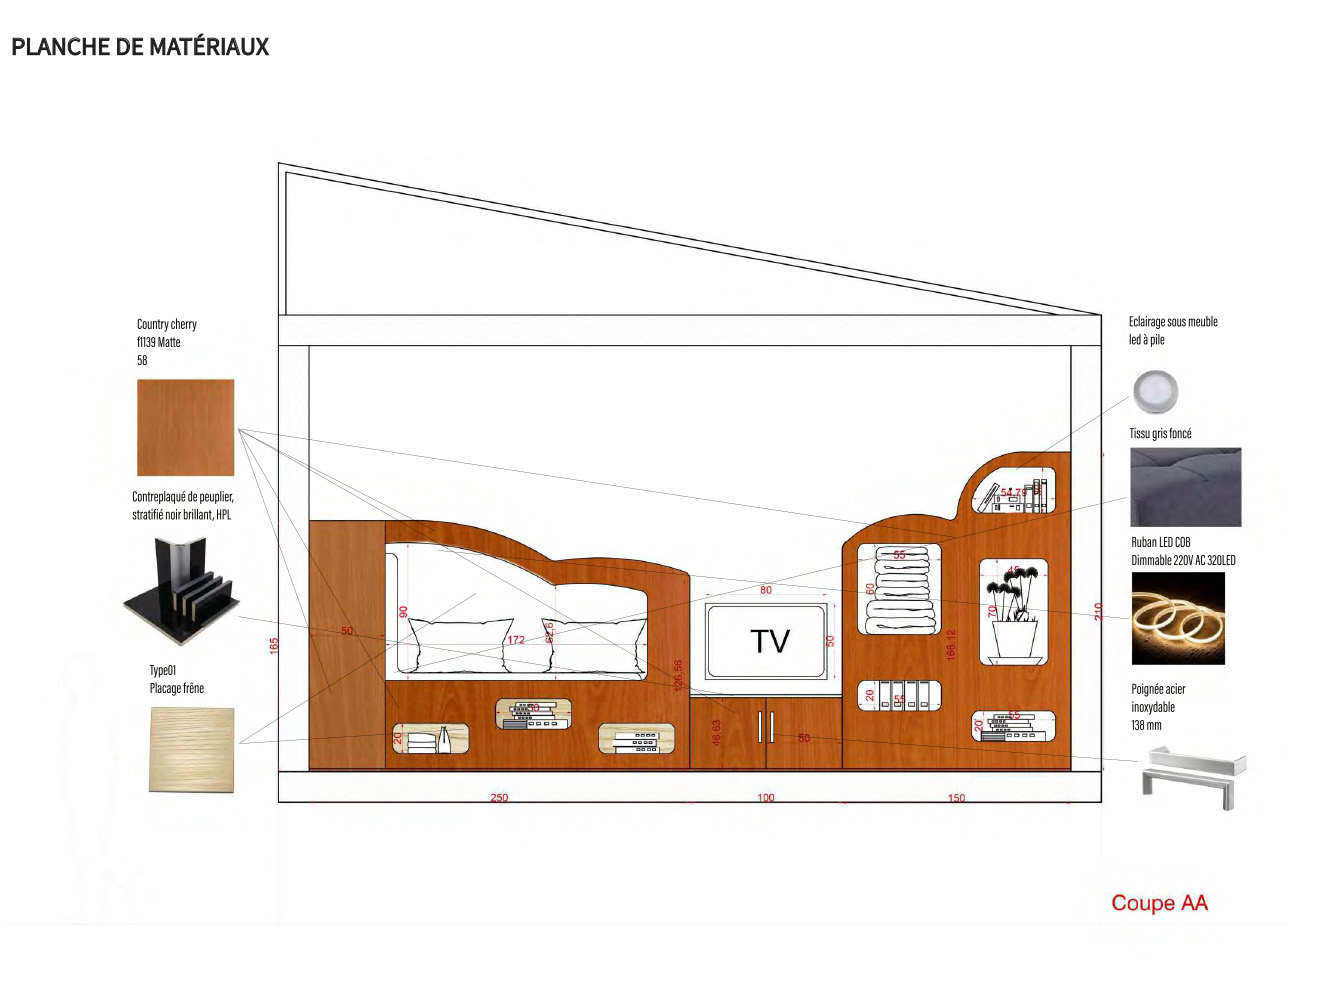 PLANCHE DE MATÉRIAUX
Country cherry
f1139 Matte
58
Contreplaqué de peuplier,
stratifié noir brillant, HPL
Type01
Placage frêne
Eclairage sous meuble
led à pile
Tissu gris foncé
Ruban LED COB
Dimmable 220V AC 320LED
Poignée acier
inoxydable
138 mm
54,79
55
45
60
70
80
50
TV
90
172
62,6
50
165
210
166.12
126.56
20
55
20
55
50
20
46.63
50
250
100
150
Coupe AA